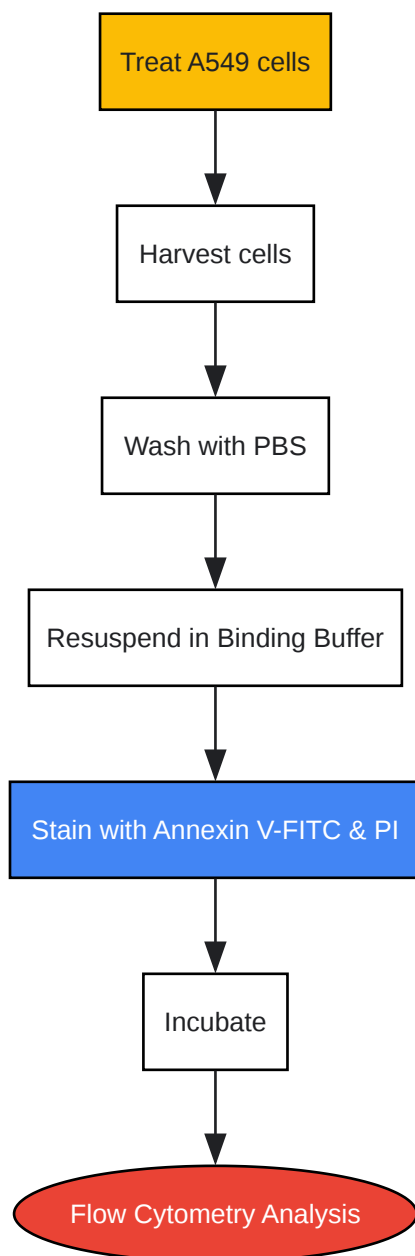 Treat A549 cells
Harvest cells
Wash with PBS
Resuspend in Binding Buffer
Stain with Annexin V-FITC & PI
Incubate
Flow Cytometry Analysis